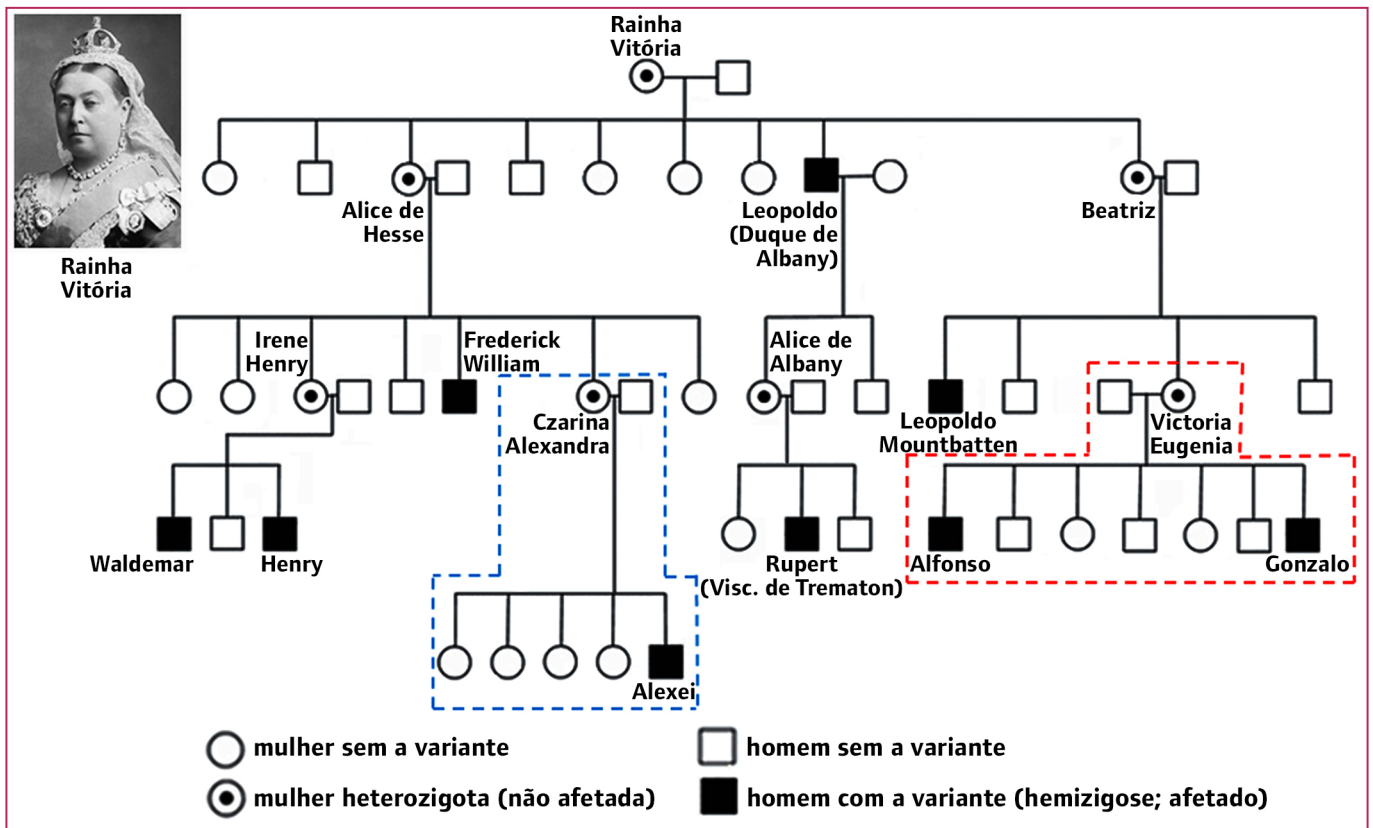 Rainha
Vitória
Rainha
Vitória
Alice de
Hesse
Leopoldo
(Duque de
Albany)
Beatriz
Irene
Henry
Frederick
William
Czarina
Alexandra
Alice de
Albany
Leopoldo
Mountbatten
Victoria
Eugenia
Waldemar
Henry
Rupert
(Visc. de Trematon)
Alfonso
Gonzalo
Alexei
mulher sem a variante
homem sem a variante
mulher heterozigota (não afetada)
homem com a variante (hemizigose; afetado)